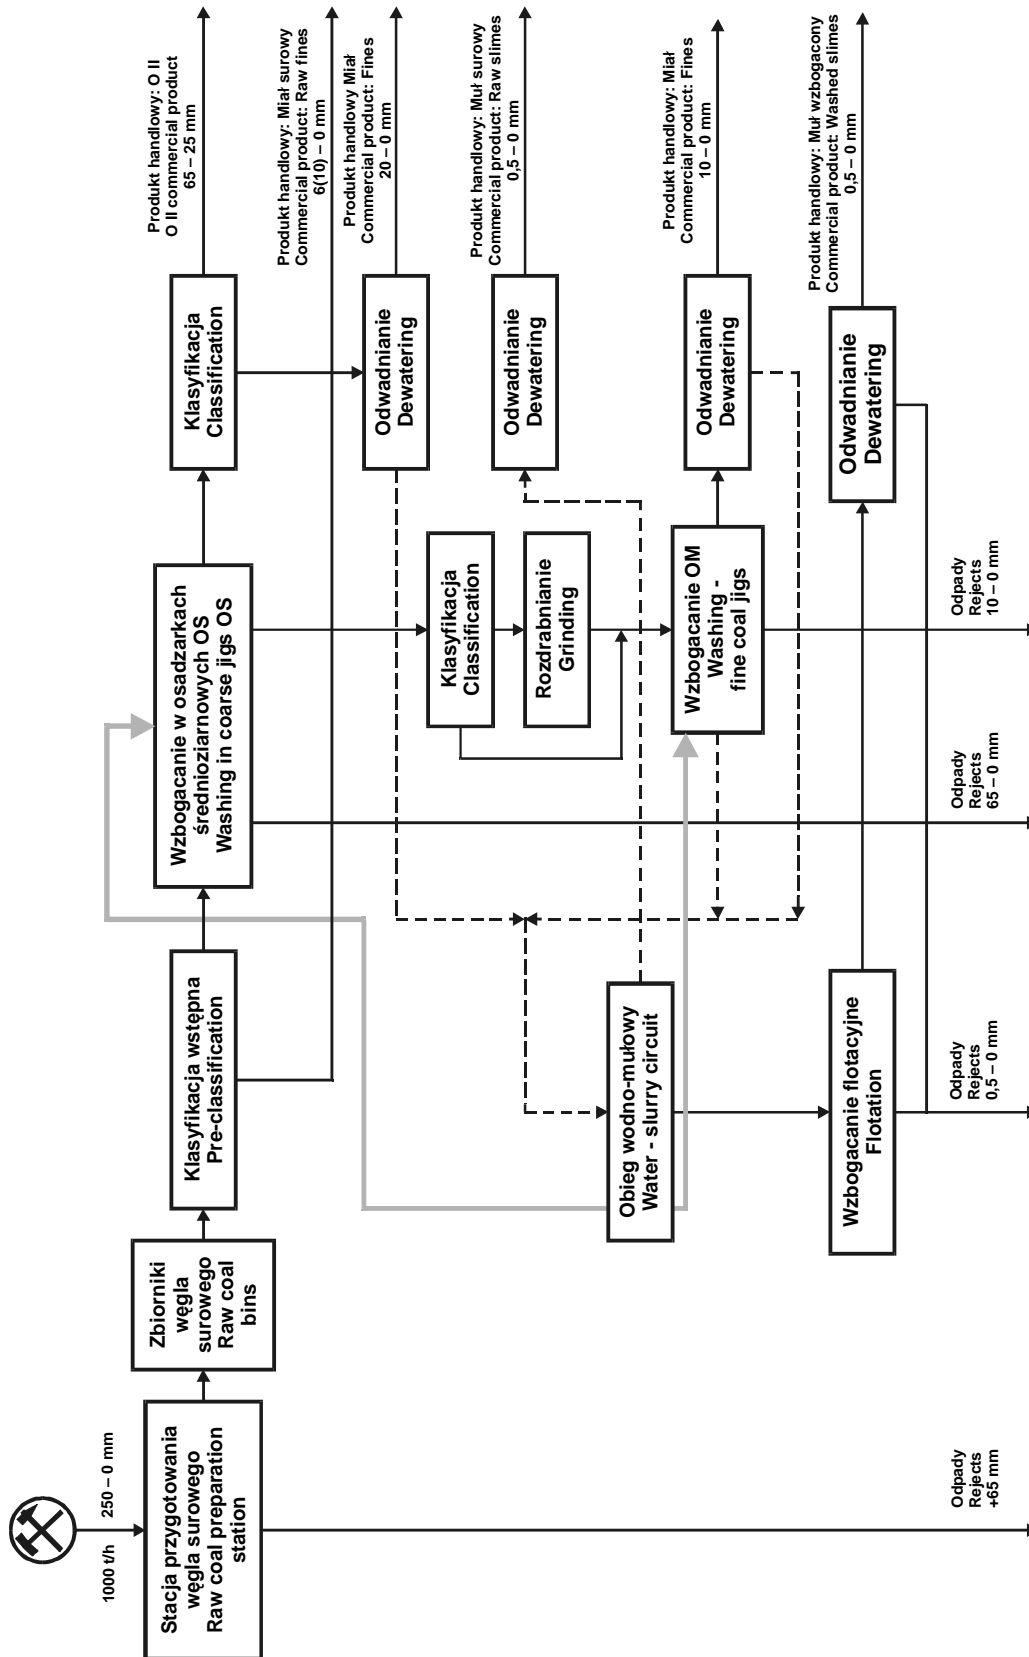 1000 t/h
250 – 0 mm
Stacja przygotowania
węgla surowego
Raw coal preparation
station
Odpady
Rejects
+65 mm
Zbiorniki
węgla
surowego
Raw coal
bins
Klasyfikacja wstępna
Pre-classification
Wzbogacanie w osadzarkach
średnioziarnowych OS
Washing in coarse jigs OS
Klasyfikacja
Classification
Produkt handlowy: O II
O II commercial product
65 – 25 mm
Produkt handlowy: Miał surowy
Commercial product: Raw fines
6(10) – 0 mm
Odwadnianie
Dewatering
Produkt handlowy Miał
Commercial product: Fines
20 – 0 mm
Klasyfikacja
Classification
Rozdrabnianie
Grinding
Odwadnianie
Dewatering
Produkt handlowy: Muł surowy
Commercial product: Raw slimes
0,5 – 0 mm
Obieg wodno-mułowy
Water - slurry circuit
Wzbogacanie OM
Washing -
fine coal jigs
Odwadnianie
Dewatering
Produkt handlowy: Miał
Commercial product: Fines
10 – 0 mm
Wzbogacanie flotacyjne
Flotation
Odwadnianie
Dewatering
Produkt handlowy: Muł wzbogacony
Commercial product: Washed slimes
0,5 – 0 mm
Odpady
Rejects
0,5 – 0 mm
Odpady
Rejects
65 – 0 mm
Odpady
Rejects
10 – 0 mm